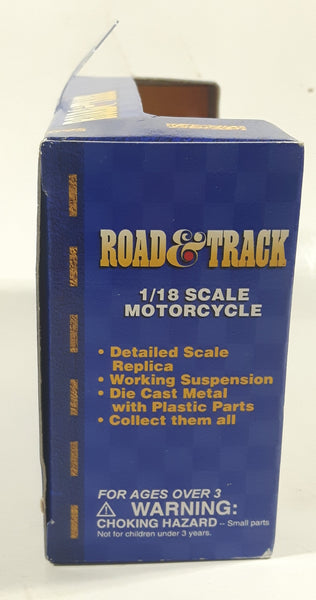 ROAD & TRACK
1/18 SCALE
MOTORCYCLE
• Detailed Scale
Replica
• Working Suspension
• Die Cast Metal
with Plastic Parts
• Collect them all
FOR AGES OVER 3
⚠ WARNING:
CHOKING HAZARD -- Small parts
Not for children under 3 years.